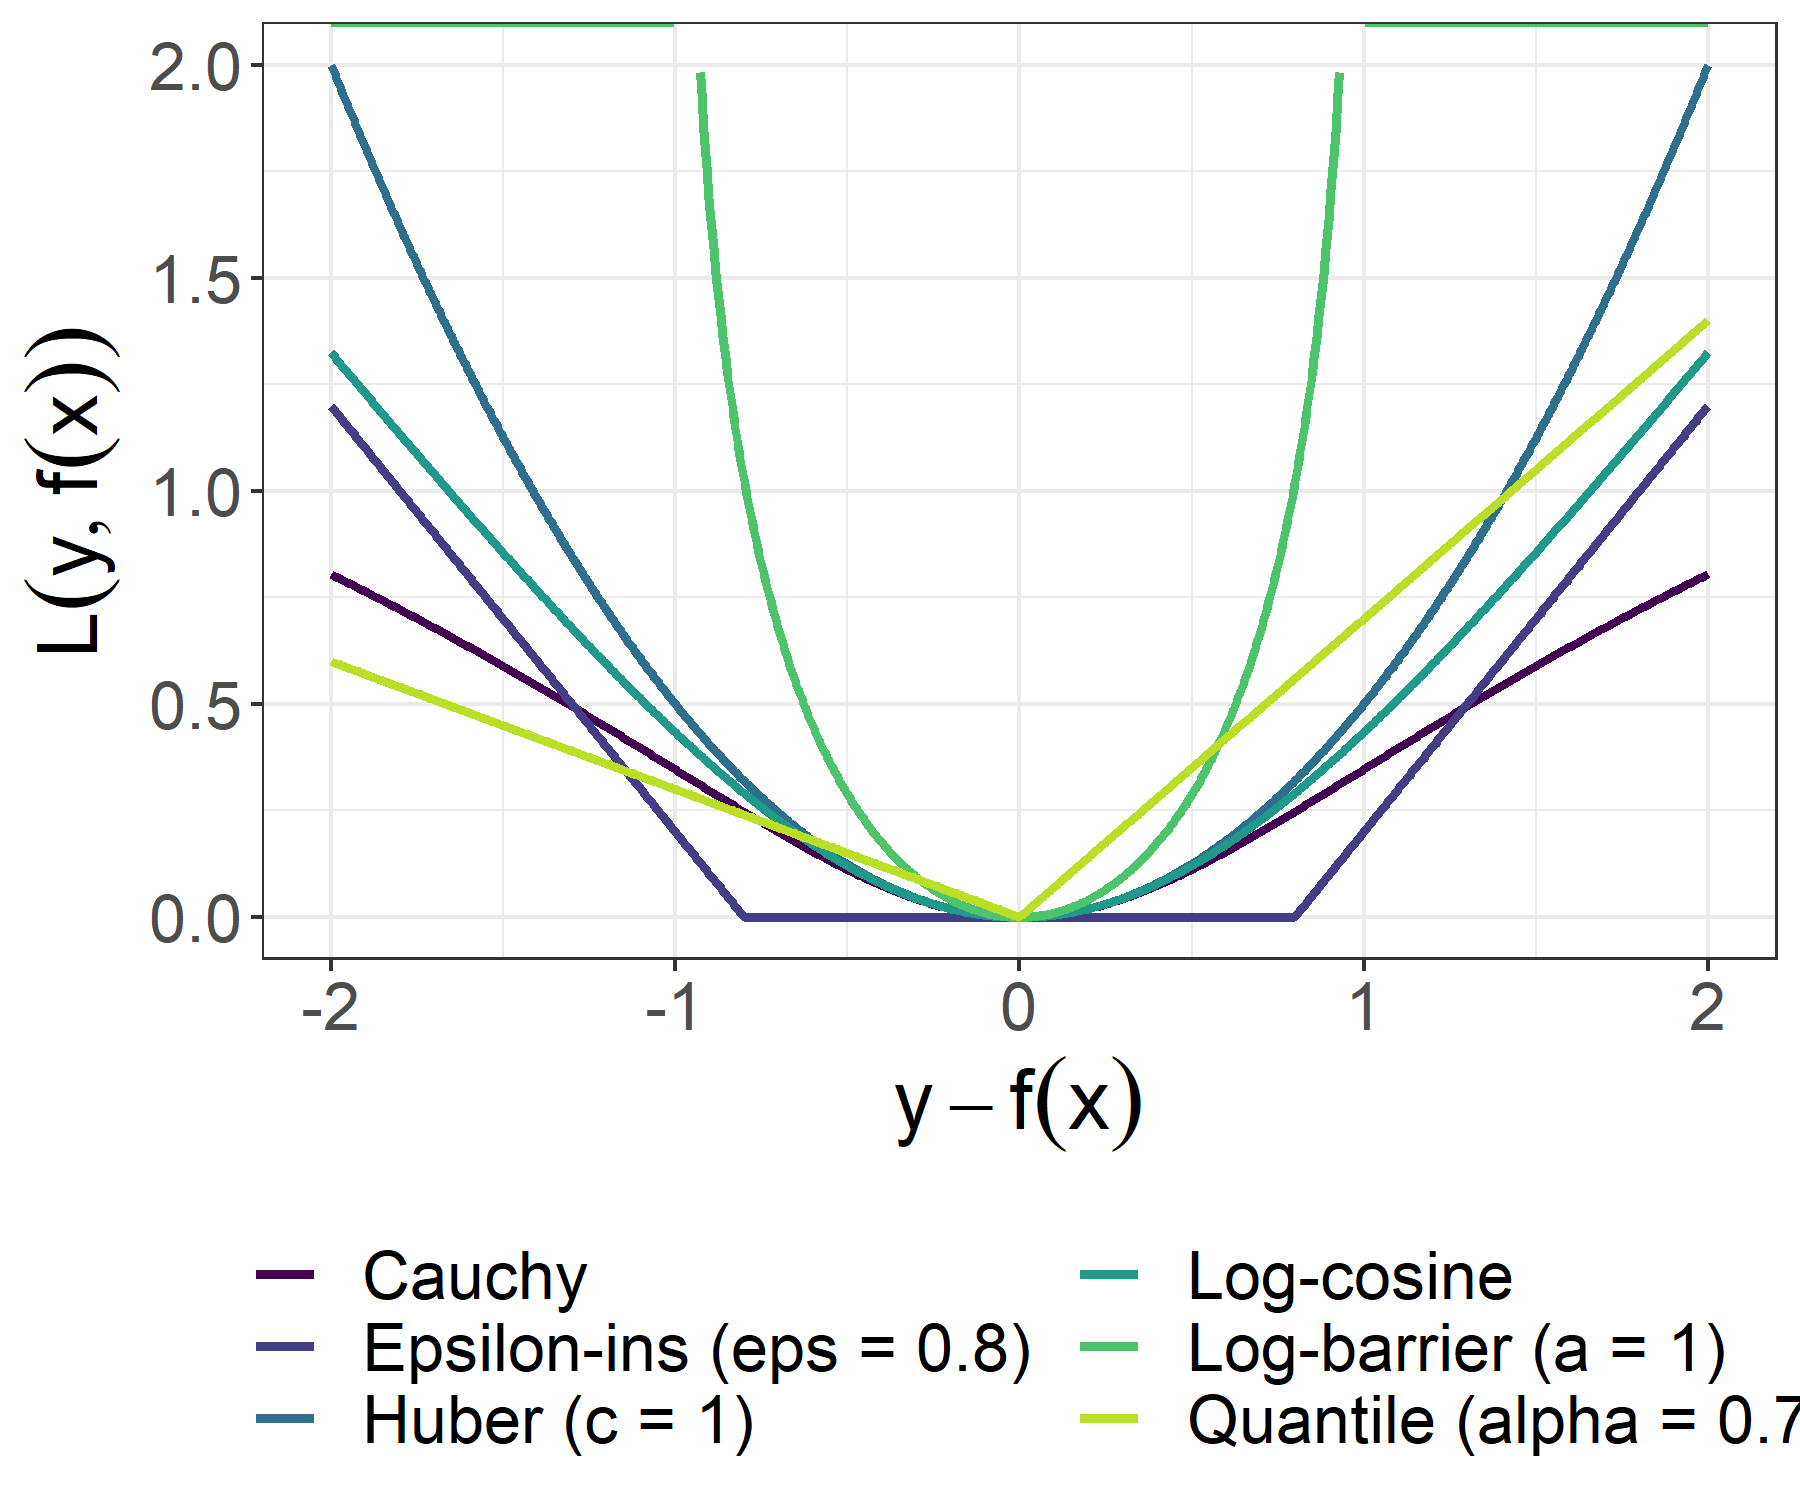 2.0
1.5
1.0
0.5
0.0
L(y, f(x))
-2
-1
0
1
2
y – f(x)
Cauchy
Epsilon-ins (eps = 0.8)
Huber (c = 1)
Log-cosine
Log-barrier (a = 1)
Quantile (alpha = 0.7